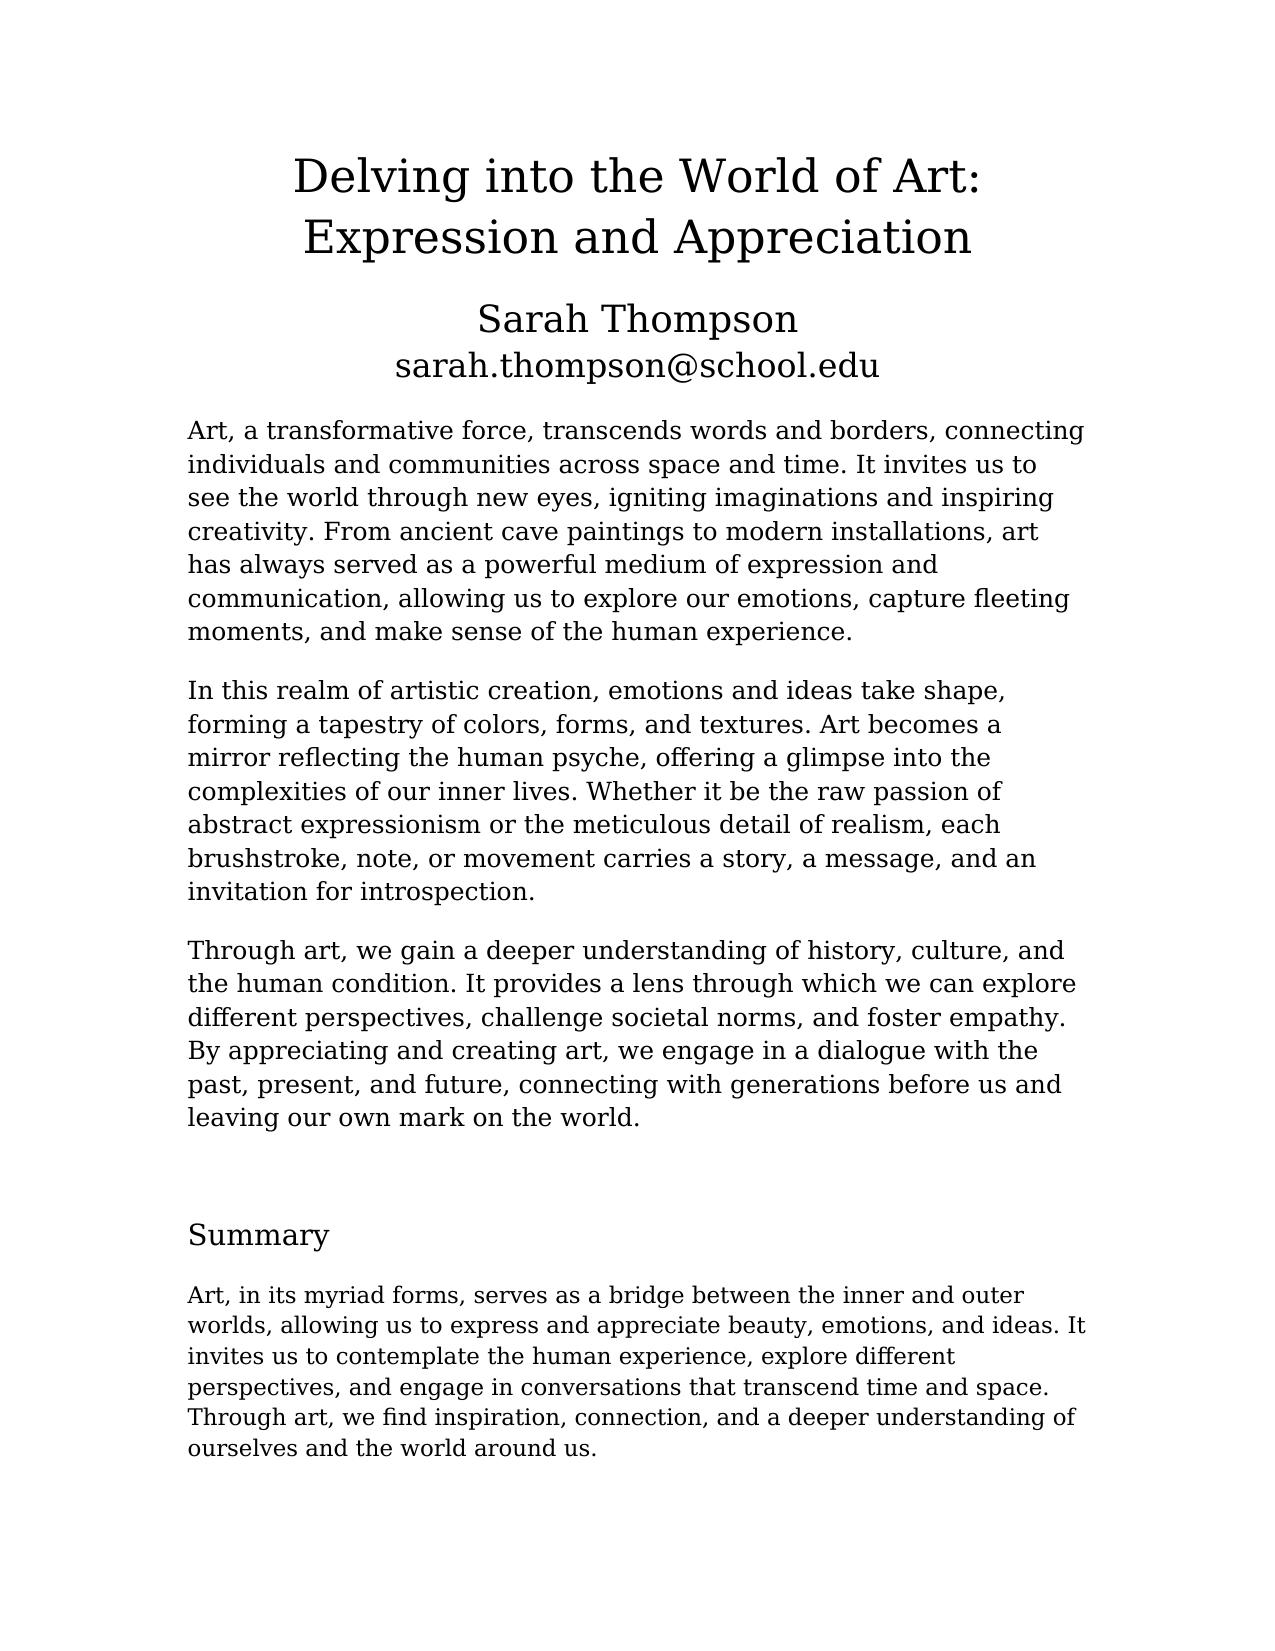 Delving into the World of Art:
Expression and Appreciation
Sarah Thompson
sarah.thompson@school.edu
Art, a transformative force, transcends words and borders, connecting
individuals and communities across space and time. It invites us to
see the world through new eyes, igniting imaginations and inspiring
creativity. From ancient cave paintings to modern installations, art
has always served as a powerful medium of expression and
communication, allowing us to explore our emotions, capture fleeting
moments, and make sense of the human experience.
In this realm of artistic creation, emotions and ideas take shape,
forming a tapestry of colors, forms, and textures. Art becomes a
mirror reflecting the human psyche, offering a glimpse into the
complexities of our inner lives. Whether it be the raw passion of
abstract expressionism or the meticulous detail of realism, each
brushstroke, note, or movement carries a story, a message, and an
invitation for introspection.
Through art, we gain a deeper understanding of history, culture, and
the human condition. It provides a lens through which we can explore
different perspectives, challenge societal norms, and foster empathy.
By appreciating and creating art, we engage in a dialogue with the
past, present, and future, connecting with generations before us and
leaving our own mark on the world.
Summary
Art, in its myriad forms, serves as a bridge between the inner and outer
worlds, allowing us to express and appreciate beauty, emotions, and ideas. It
invites us to contemplate the human experience, explore different
perspectives, and engage in conversations that transcend time and space.
Through art, we find inspiration, connection, and a deeper understanding of
ourselves and the world around us.